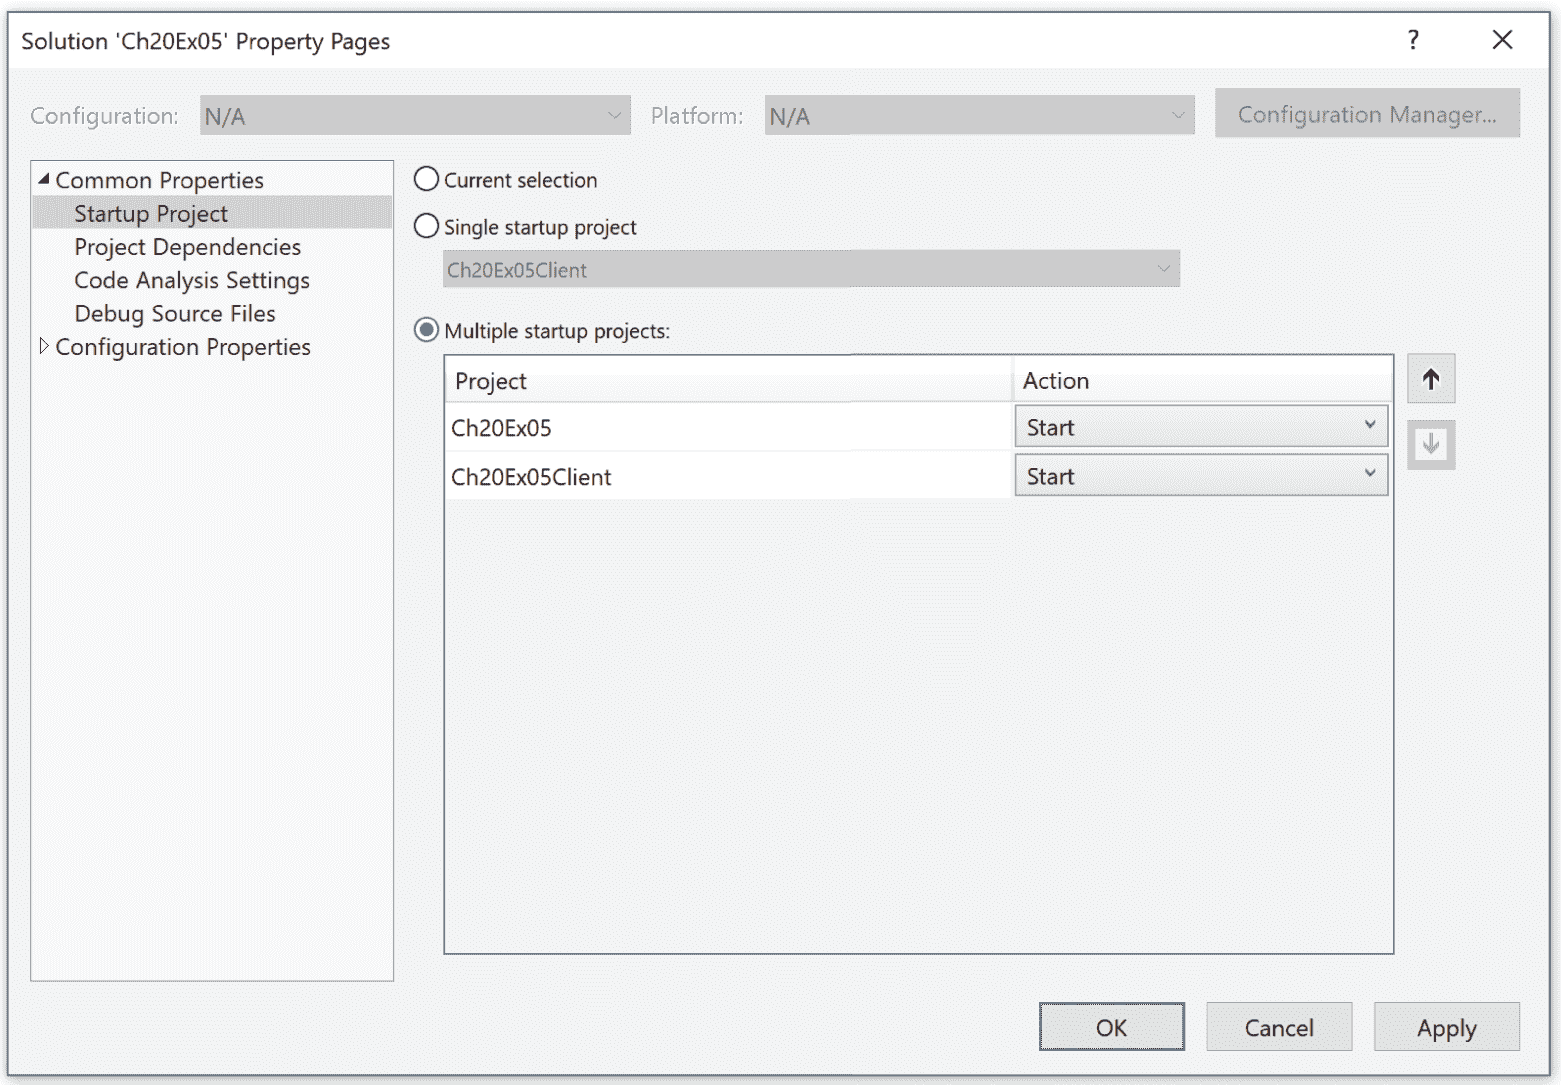 Solution 'Ch20Ex05' Property Pages
?
Configuration: N/A Platform: N/A Configuration Manager...
Common Properties
Startup Project
Project Dependencies
Code Analysis Settings
Debug Source Files
Configuration Properties
Current selection
Single startup project
Ch20Ex05Client
Multiple startup projects:
Project Action
Ch20Ex05 Start
Ch20Ex05Client Start
OK Cancel Apply